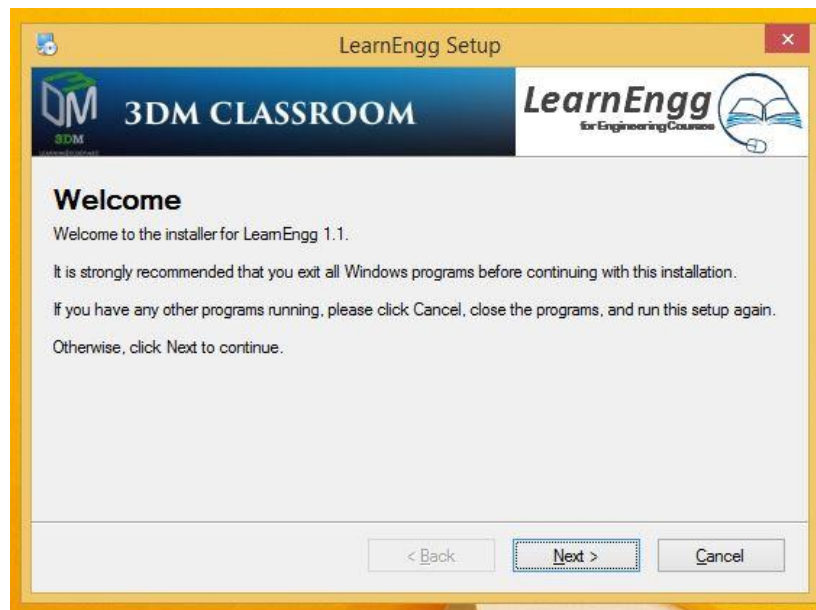 LearnEngg Setup
3DM
3DM CLASSROOM
LearnEngg
for Engineering Courses
Welcome
Welcome to the installer for LearnEngg 1.1.
It is strongly recommended that you exit all Windows programs before continuing with this installation.
If you have any other programs running, please click Cancel, close the programs, and run this setup again.
Otherwise, click Next to continue.
< Back
Next >
Cancel